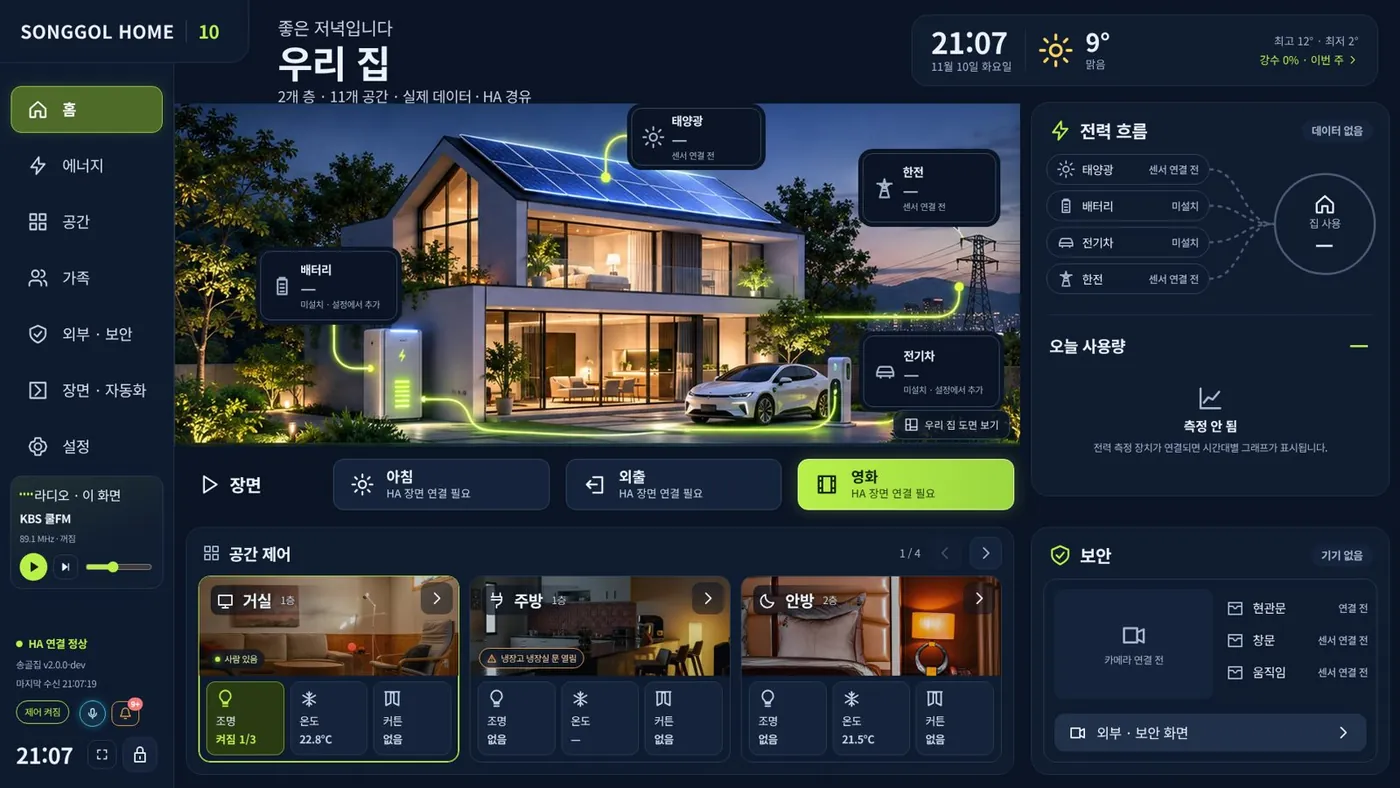 SONGGOL HOME 10
좋은 저녁입니다
우리 집
2개 층 · 11개 공간 · 실제 데이터 · HA 경유
21:07
11월 10일 화요일
9°
맑음
최고 12° · 최저 2°
강수 0% · 이번 주
홈
에너지
공간
가족
외부 · 보안
장면 · 자동화
설정
라디오 · 이 화면
KBS 쿨FM
89.1 MHz · 꺼짐
HA 연결 정상
송골집 v2.0.0-dev
마지막 수신 21:07:19
제어 켜짐
9+
21:07
태양광
—
센서 연결 전
한전
—
센서 연결 전
배터리
—
미설치 · 설정에서 추가
전기차
—
미설치 · 설정에서 추가
우리 집 도면 보기
장면
아침
HA 장면 연결 필요
외출
HA 장면 연결 필요
영화
HA 장면 연결 필요
공간 제어
1 / 4
거실 1층
사람 있음
조명
켜짐 1/3
온도
22.8°C
커튼
없음
주방 1층
냉장고 냉장실 문 열림
조명
없음
온도
—
커튼
없음
안방 2층
조명
없음
온도
21.5°C
커튼
없음
전력 흐름
데이터 없음
태양광 센서 연결 전
배터리 미설치
전기차 미설치
한전 센서 연결 전
집 사용
—
오늘 사용량
—
측정 안 됨
전력 측정 장치가 연결되면 시간대별 그래프가 표시됩니다.
보안
기기 없음
카메라 연결 전
현관문 연결 전
창문 센서 연결 전
움직임 센서 연결 전
외부 · 보안 화면